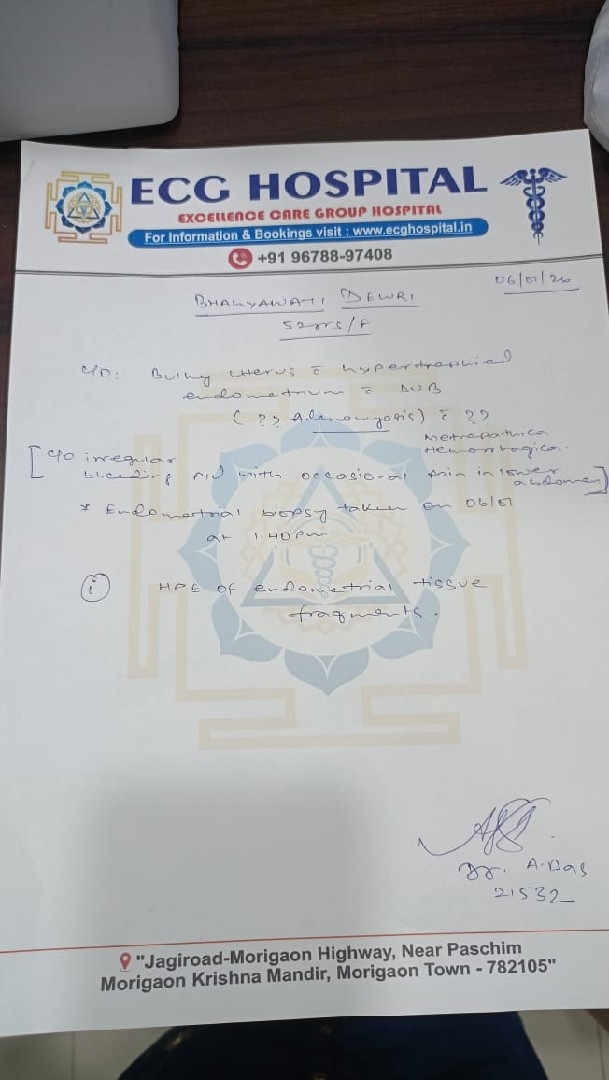 ECG HOSPITAL
EXCELLENCE CARE GROUP HOSPITAL
For Information & Bookings visit : www.ecghospital.in
+91 96788-97408
06/01/26
BHAGYAWATI DEWRI
52yrs/F
C/D: Bulky uterus c̄ hypertrophied
endometrium c̄ DUB
(?? Adenomyosis) c̄ ??
Metropathica
Hemorrhagica.
[C/O irregular
bleeding P/V with occasional pain in lower
abdomen]
* Endometrial biopsy taken on 06/01
at 1:40pm
(i) HPE of endometrial tissue
fragments.
Dr. A. Das
21532
"Jagiroad-Morigaon Highway, Near Paschim
Morigaon Krishna Mandir, Morigaon Town - 782105"